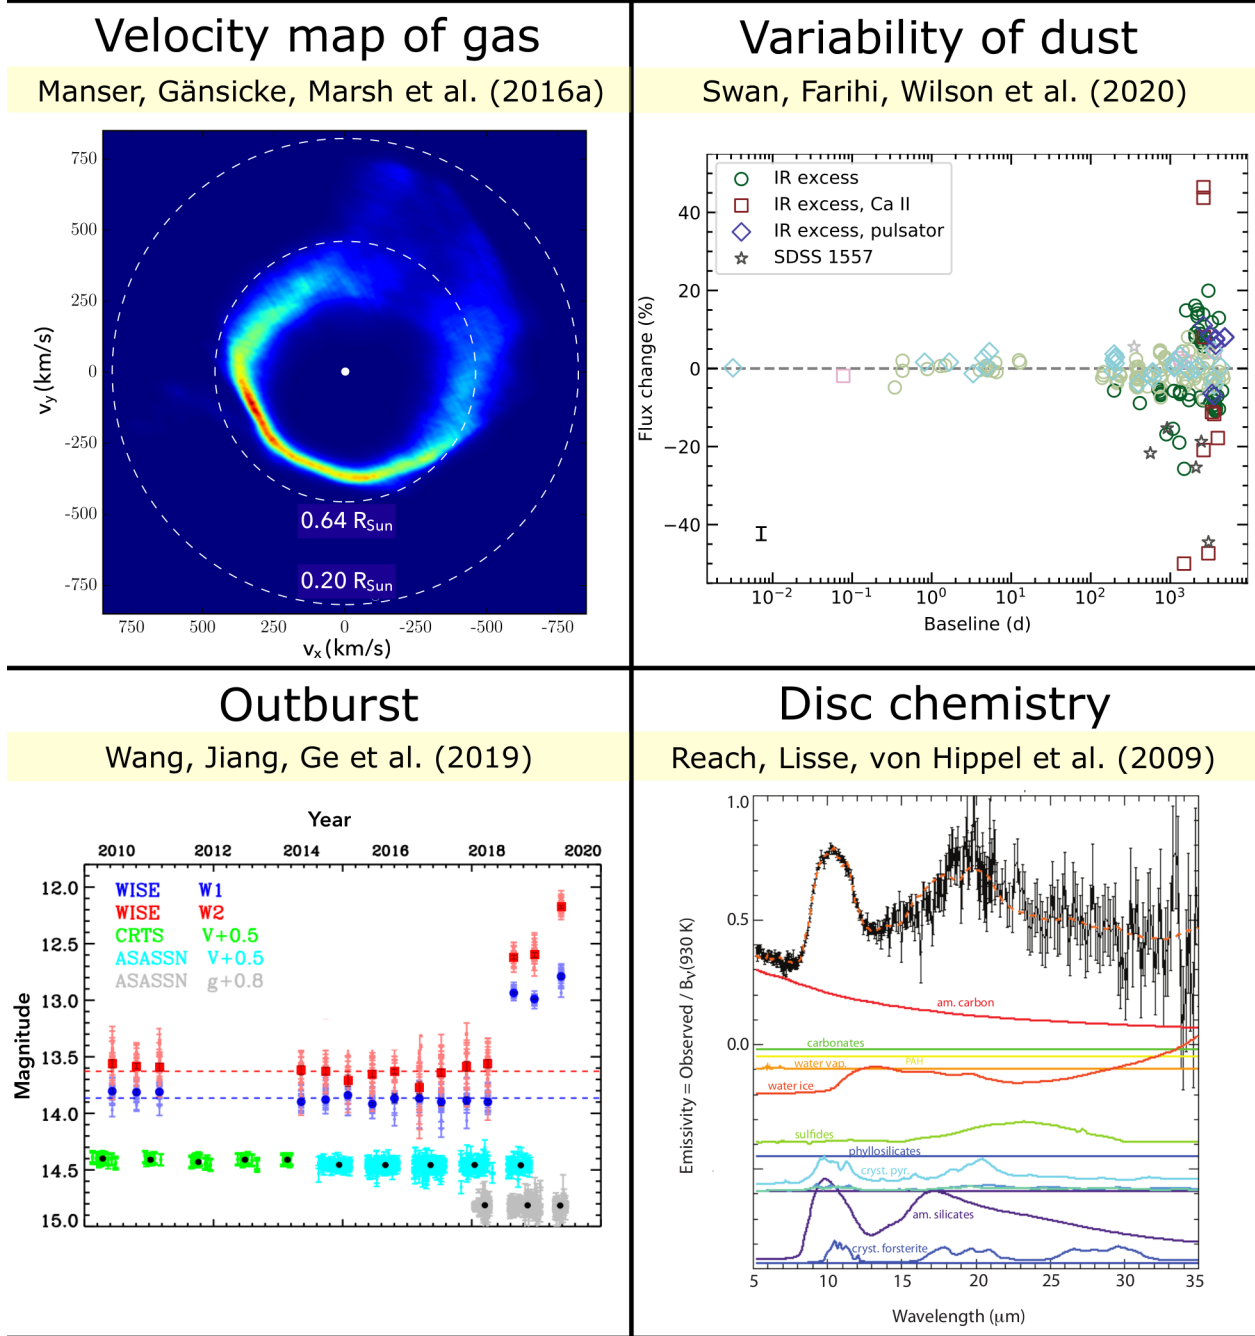 Velocity map of gas
Manser, Gänsicke, Marsh et al. (2016a)
750
500
250
0
-250
-500
-750
v_y (km/s)
0.64 R_Sun
0.20 R_Sun
750 500 250 0 -250 -500 -750
v_x (km/s)
Variability of dust
Swan, Farihi, Wilson et al. (2020)
IR excess
IR excess, Ca II
IR excess, pulsator
SDSS 1557
40
20
0
−20
−40
Flux change (%)
10⁻² 10⁻¹ 10⁰ 10¹ 10² 10³
Baseline (d)
Outburst
Wang, Jiang, Ge et al. (2019)
Year
2010 2012 2014 2016 2018 2020
WISE W1
WISE W2
CRTS V+0.5
ASASSN V+0.5
ASASSN g+0.8
12.0
12.5
13.0
13.5
14.0
14.5
15.0
Magnitude
Disc chemistry
Reach, Lisse, von Hippel et al. (2009)
1.0
0.5
0.0
Emissivity = Observed / B_ν(930 K)
am. carbon
carbonates
PAH
water vap.
water ice
sulfides
phyllosilicates
cryst. pyr.
am. silicates
cryst. forsterite
5 10 15 20 25 30 35
Wavelength (μm)